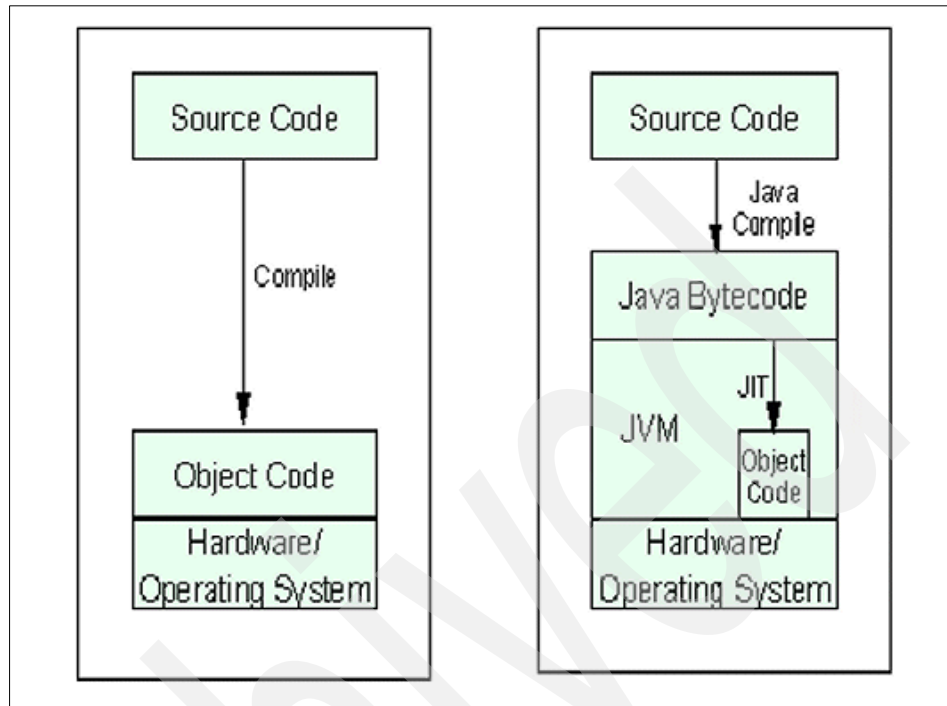 Source Code
Compile
Object Code
Hardware/
Operating System
Source Code
Java
Compile
Java Bytecode
JIT
JVM
Object
Code
Hardware/
Operating System